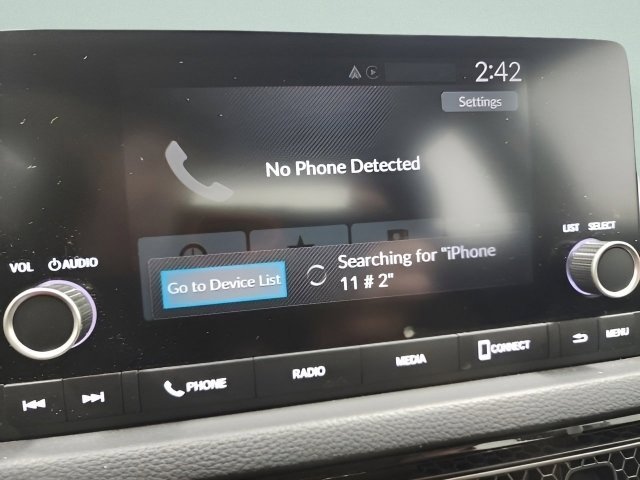 2:42
Settings
No Phone Detected
Go to Device List
Searching for "iPhone
11 # 2"
VOL AUDIO
LIST SELECT
PHONE
RADIO
MEDIA
CONNECT
MENU